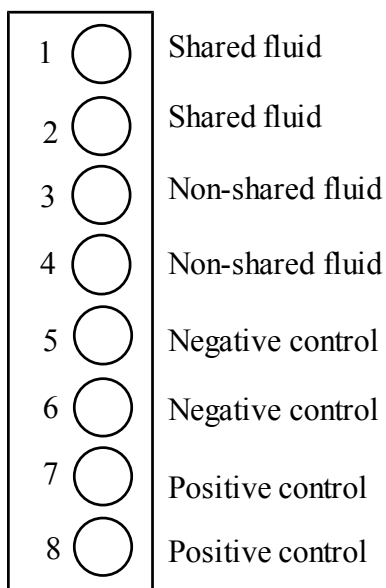 1 Shared fluid
2 Shared fluid
3 Non-shared fluid
4 Non-shared fluid
5 Negative control
6 Negative control
7 Positive control
8 Positive control